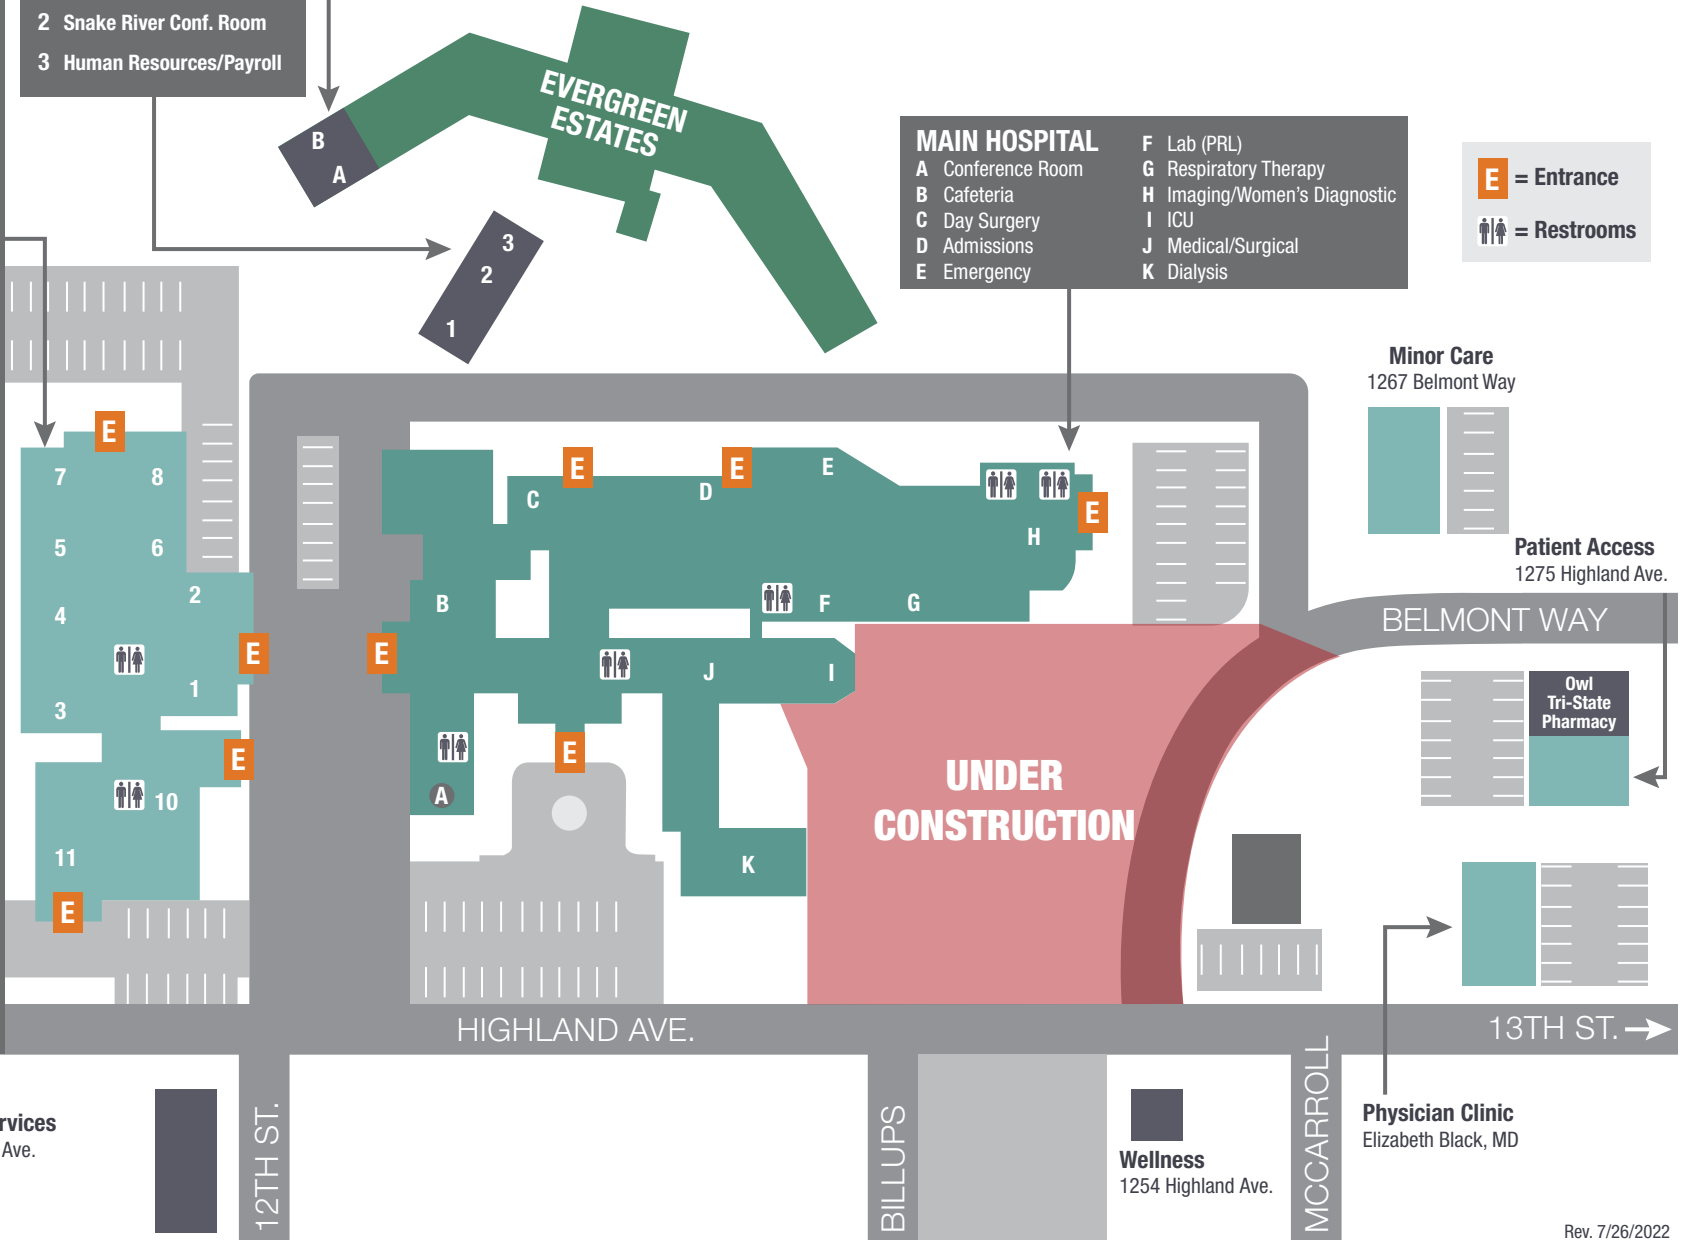 2 Snake River Conf. Room
3 Human Resources/Payroll
EVERGREEN
ESTATES
B
A
3
2
1
MAIN HOSPITAL
A Conference Room
B Cafeteria
C Day Surgery
D Admissions
E Emergency
F Lab (PRL)
G Respiratory Therapy
H Imaging/Women's Diagnostic
I ICU
J Medical/Surgical
K Dialysis
E = Entrance
= Restrooms
Minor Care
1267 Belmont Way
E
7
8
5
6
2
4
E
1
3
E
10
11
E
E
E
E
C
D
E
H
E
B
F
G
E
J
I
A
E
K
UNDER
CONSTRUCTION
Patient Access
1275 Highland Ave.
BELMONT WAY
Owl
Tri-State
Pharmacy
HIGHLAND AVE.
13TH ST.
rvices
Ave.
12TH ST.
BILLUPS
Wellness
1254 Highland Ave.
MCCARROLL
Physician Clinic
Elizabeth Black, MD
Rev. 7/26/2022